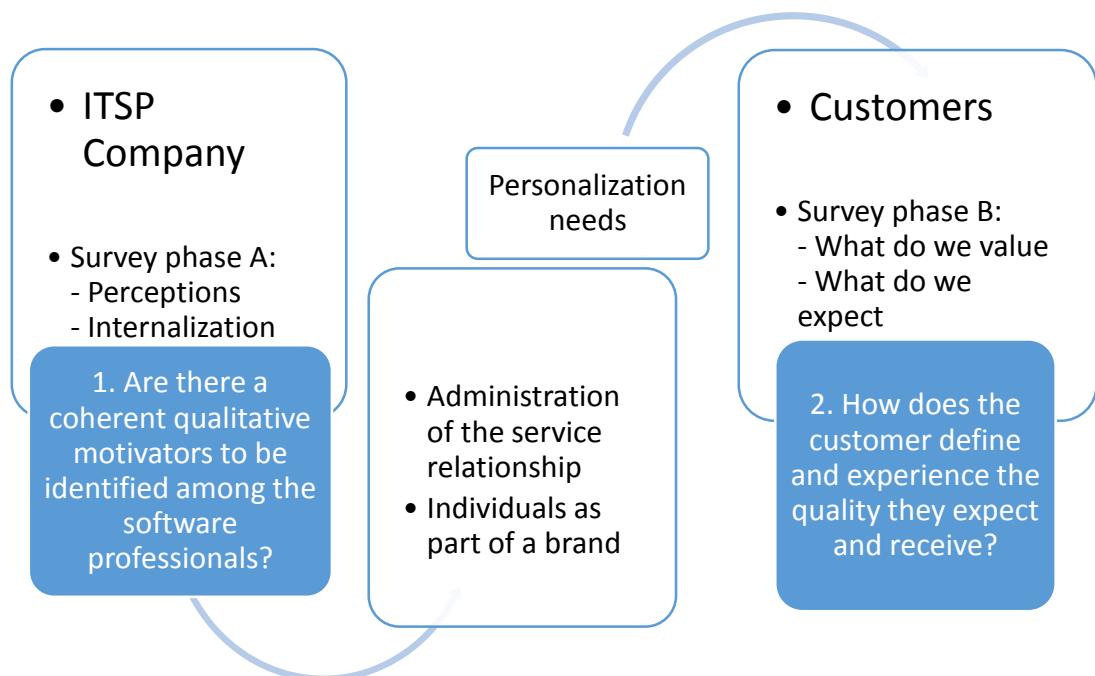 • ITSP
Company
• Survey phase A:
- Perceptions
- Internalization
1. Are there a
coherent qualitative
motivators to be
identified among the
software
professionals?
Personalization
needs
• Administration
of the service
relationship
• Individuals as
part of a brand
• Customers
• Survey phase B:
- What do we value
- What do we
expect
2. How does the
customer define
and experience the
quality they expect
and receive?